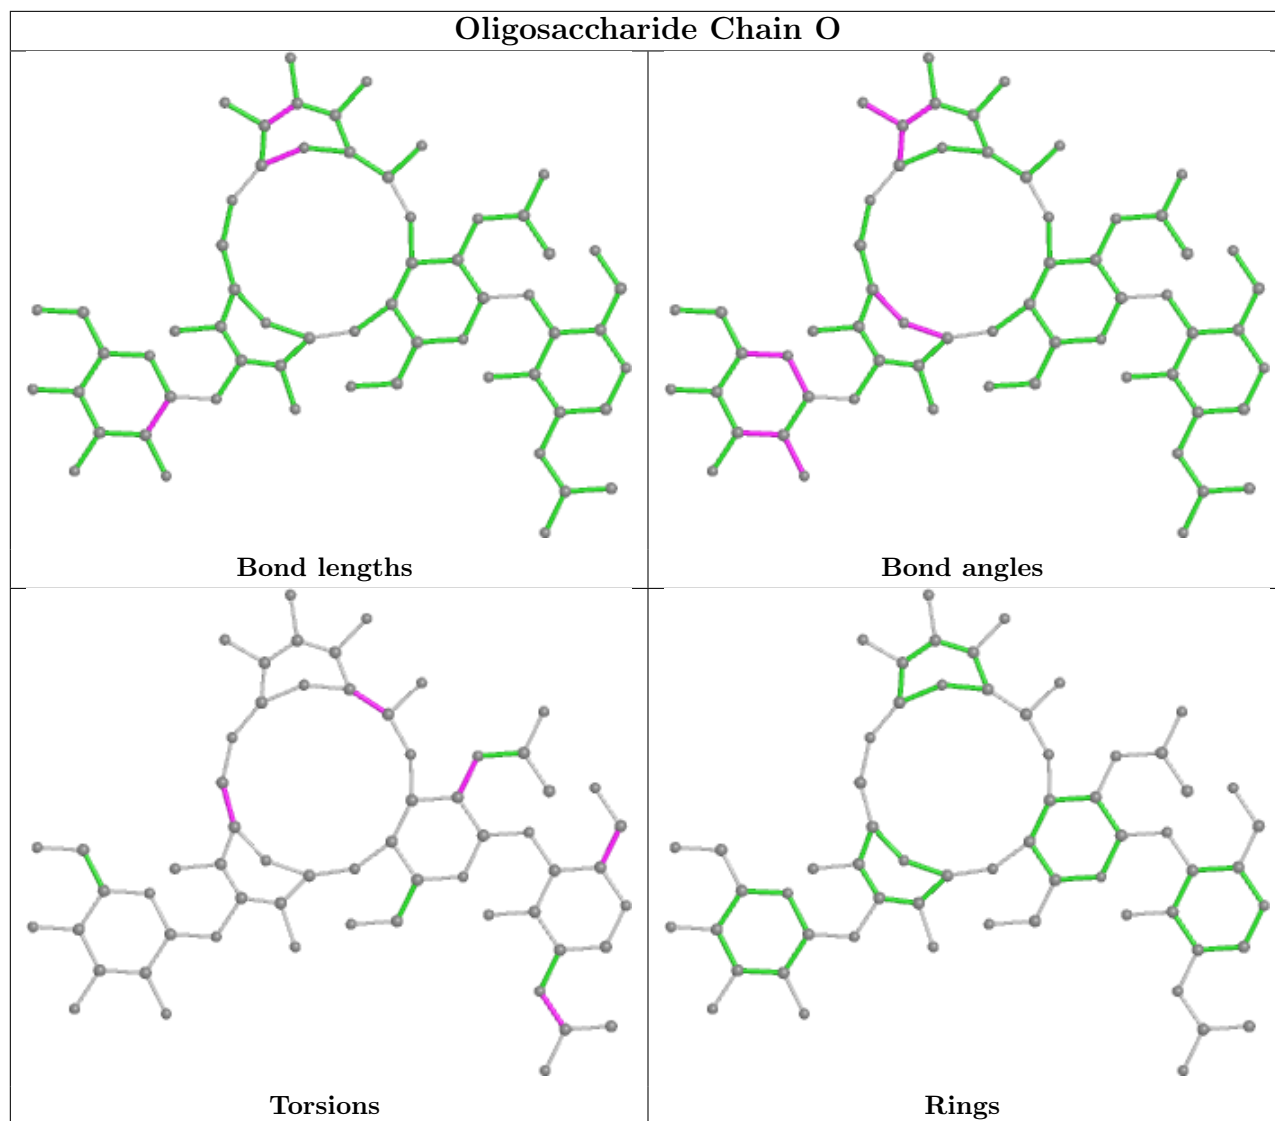 Oligosaccharide Chain O
Bond lengths
Bond angles
Torsions
Rings